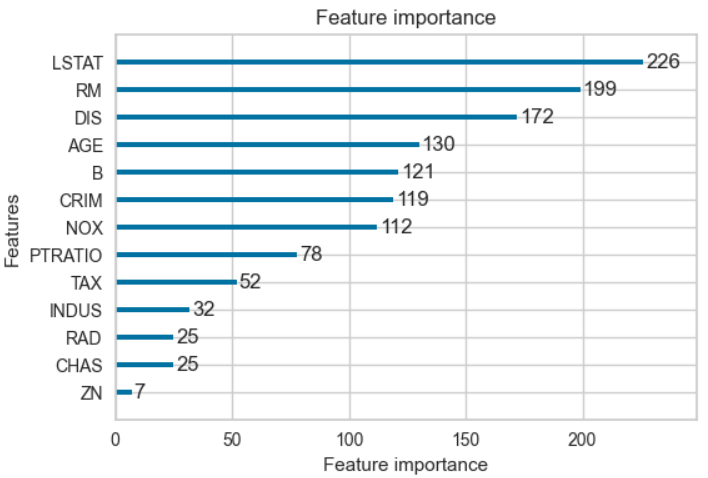 Feature importance
LSTAT 226
RM 199
DIS 172
AGE 130
B 121
CRIM 119
NOX 112
PTRATIO 78
TAX 52
INDUS 32
RAD 25
CHAS 25
ZN 7
Features
0 50 100 150 200
Feature importance